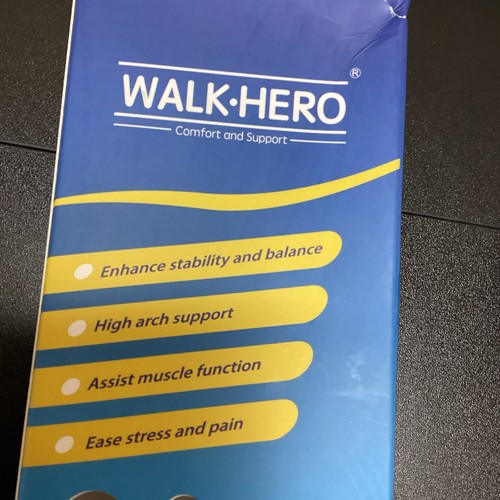 WALK·HERO®
Comfort and Support
Enhance stability and balance
High arch support
Assist muscle function
Ease stress and pain